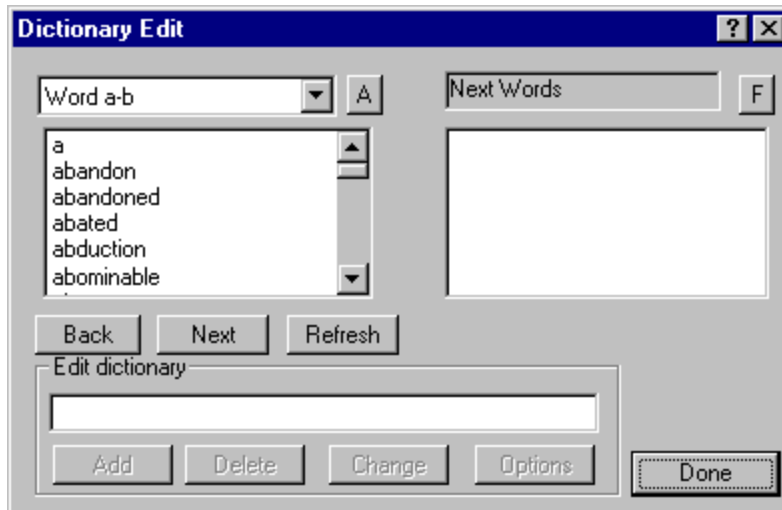 Dictionary Edit ? X
Word a-b A
Next Words F
a
abandon
abandoned
abated
abduction
abominable
Back Next Refresh
Edit dictionary
Add Delete Change Options
Done